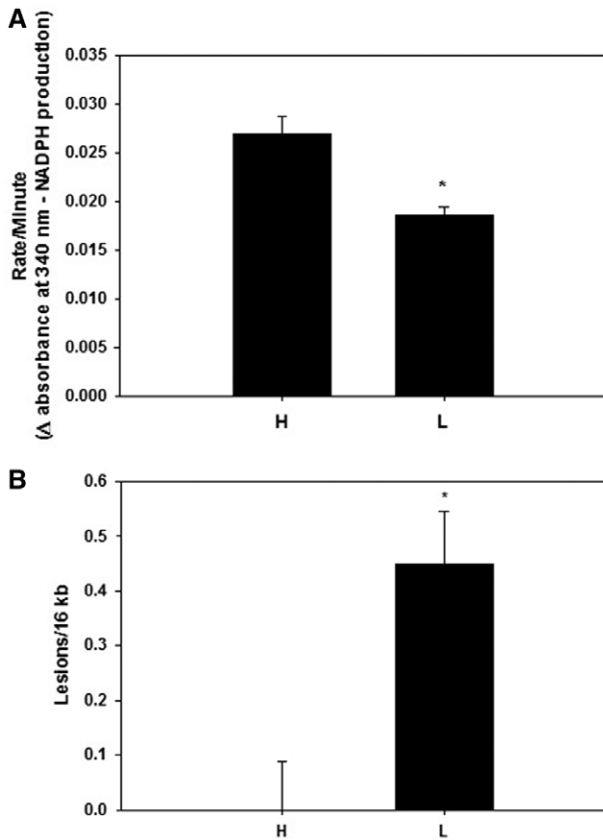 A
Rate/MInute
(Δ absorbance at 340 nm - NADPH production)
0.035
0.030
0.025
0.020
0.015
0.010
0.005
0.000
*
H L
B
Lesions/16 kb
0.6
0.5
0.4
0.3
0.2
0.1
0.0
*
H L